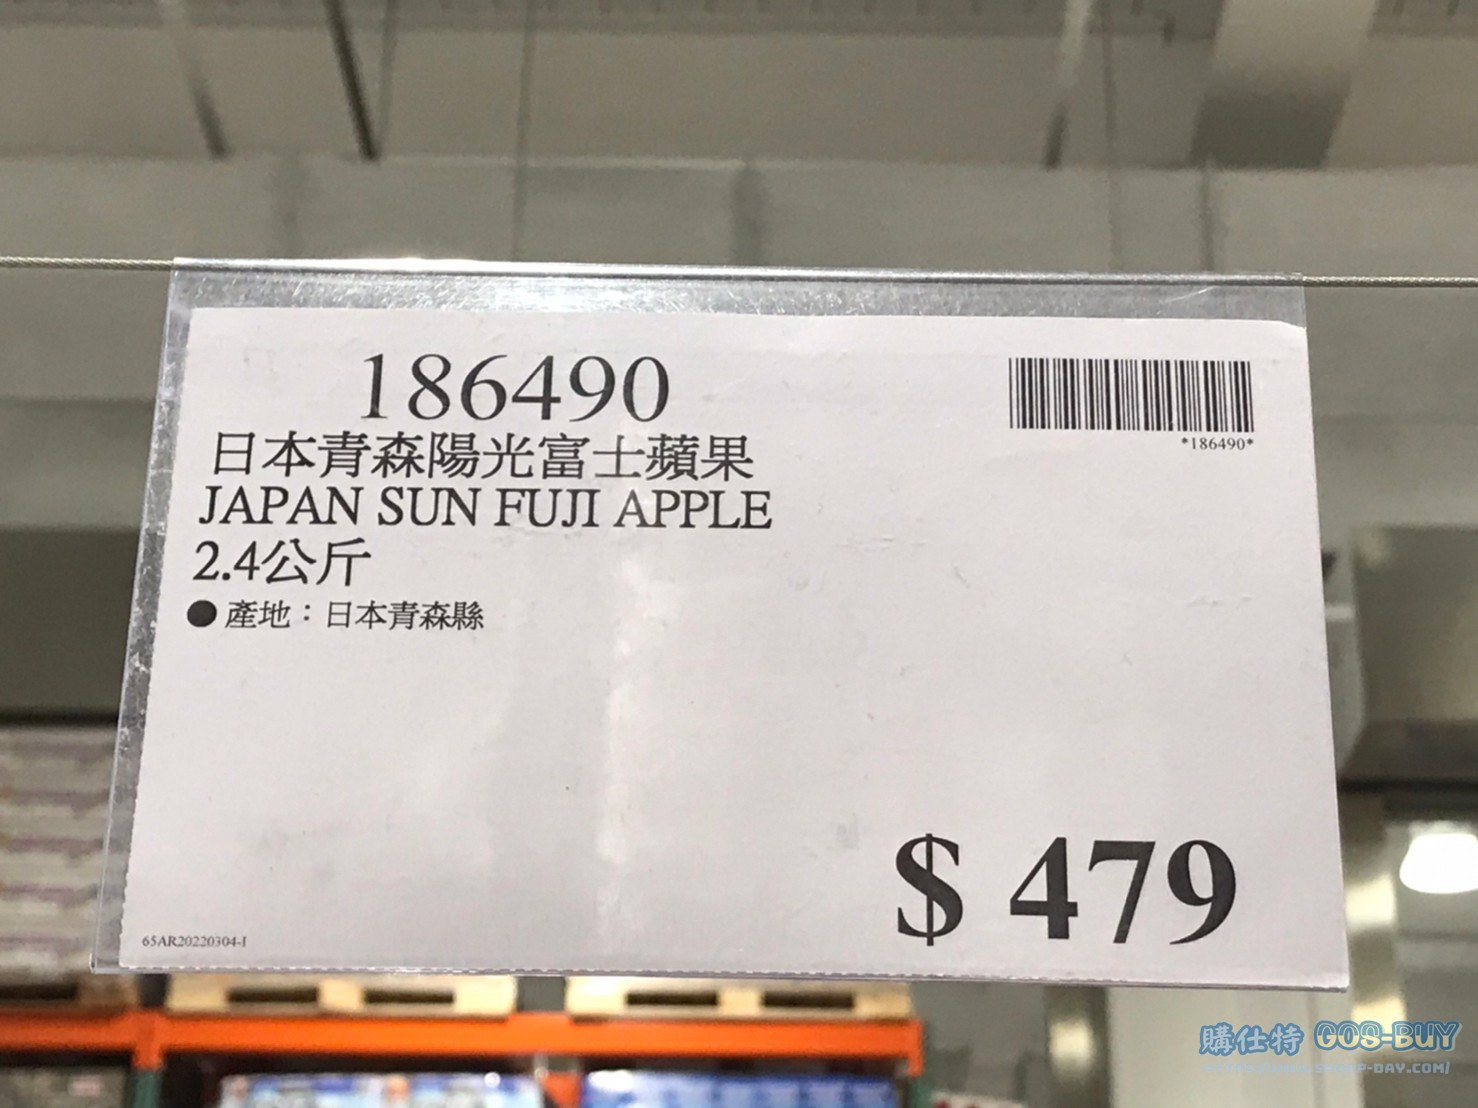 186490
*186490*
日本青森陽光富士蘋果
JAPAN SUN FUJI APPLE
2.4公斤
●產地：日本青森縣
$ 479
65AR20220304-I
購仕特 GOS-BUY